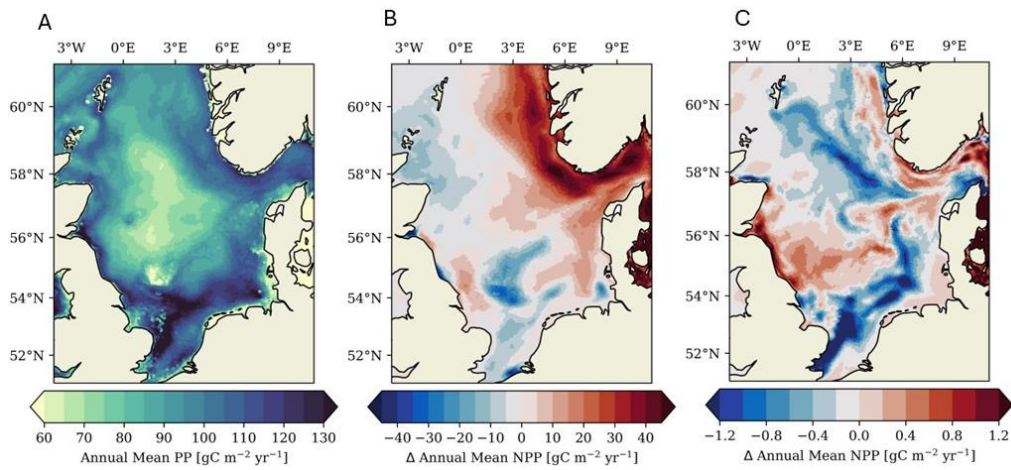 A
B
C
3°W 0°E 3°E 6°E 9°E
3°W 0°E 3°E 6°E 9°E
3°W 0°E 3°E 6°E 9°E
60°N
58°N
56°N
54°N
52°N
60°N
58°N
56°N
54°N
52°N
60°N
58°N
56°N
54°N
52°N
60 70 80 90 100 110 120 130
Annual Mean PP [gC m⁻² yr⁻¹]
−40 −30 −20 −10 0 10 20 30 40
Δ Annual Mean NPP [gC m⁻² yr⁻¹]
−1.2 −0.8 −0.4 0.0 0.4 0.8 1.2
Δ Annual Mean NPP [gC m⁻² yr⁻¹]